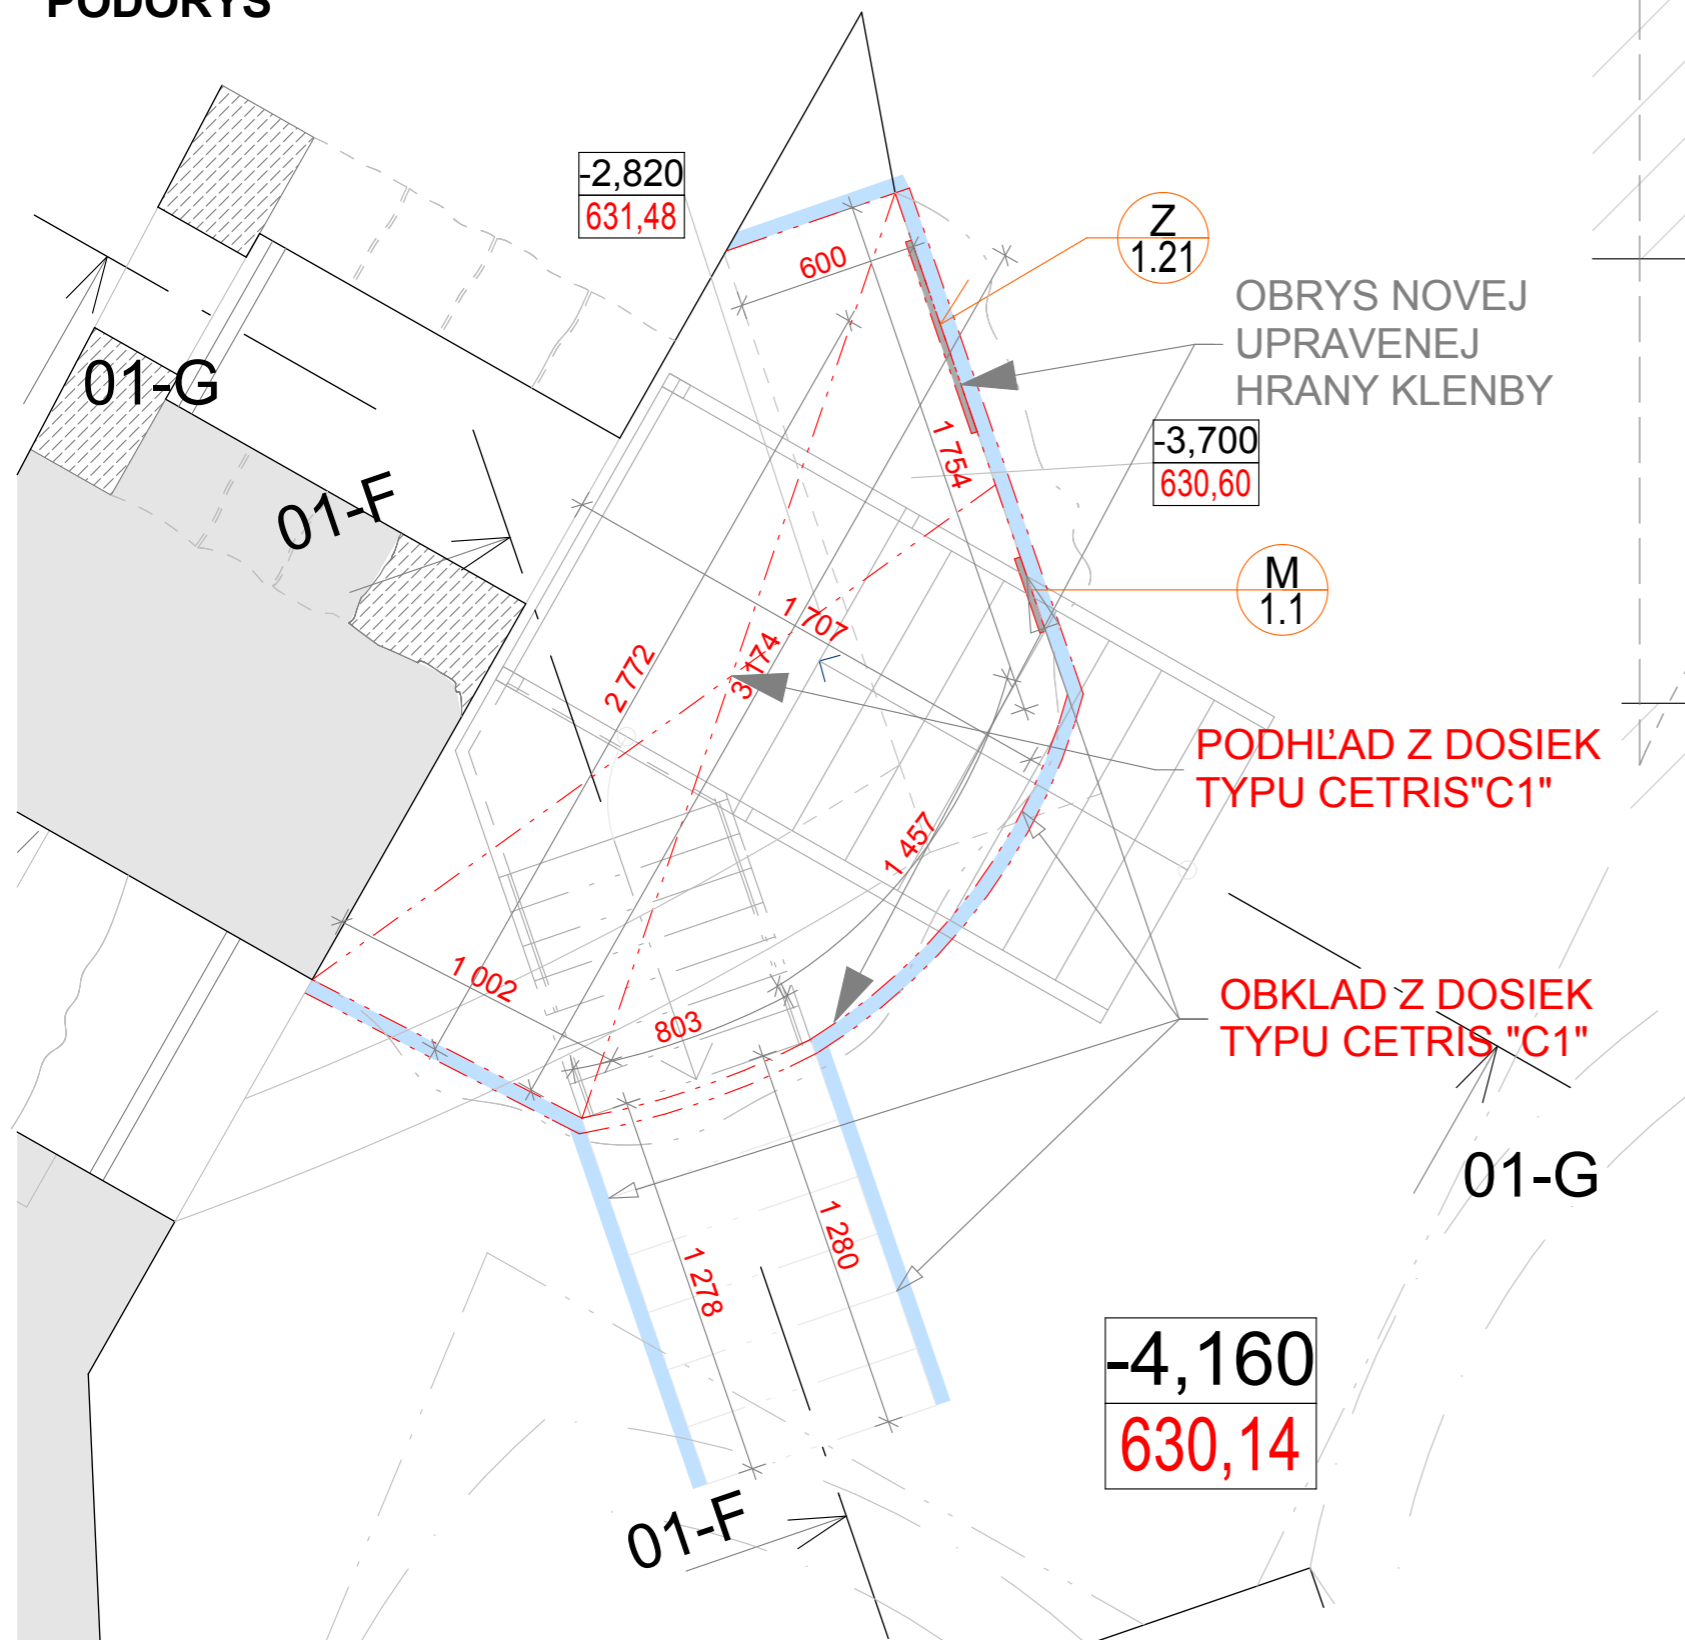 PÔDORYS
-2,820
631,48
Z
1.21
600
OBRYS NOVEJ
UPRAVENEJ
HRANY KLENBY
01-G
1 754
-3,700
630,60
01-F
M
1.1
1 707
3 174
2 772
PODHĽAD Z DOSIEK
TYPU CETRIS"C1"
1 457
1 002
803
OBKLAD Z DOSIEK
TYPU CETRIS "C1"
01-G
1 280
1 278
-4,160
630,14
01-F